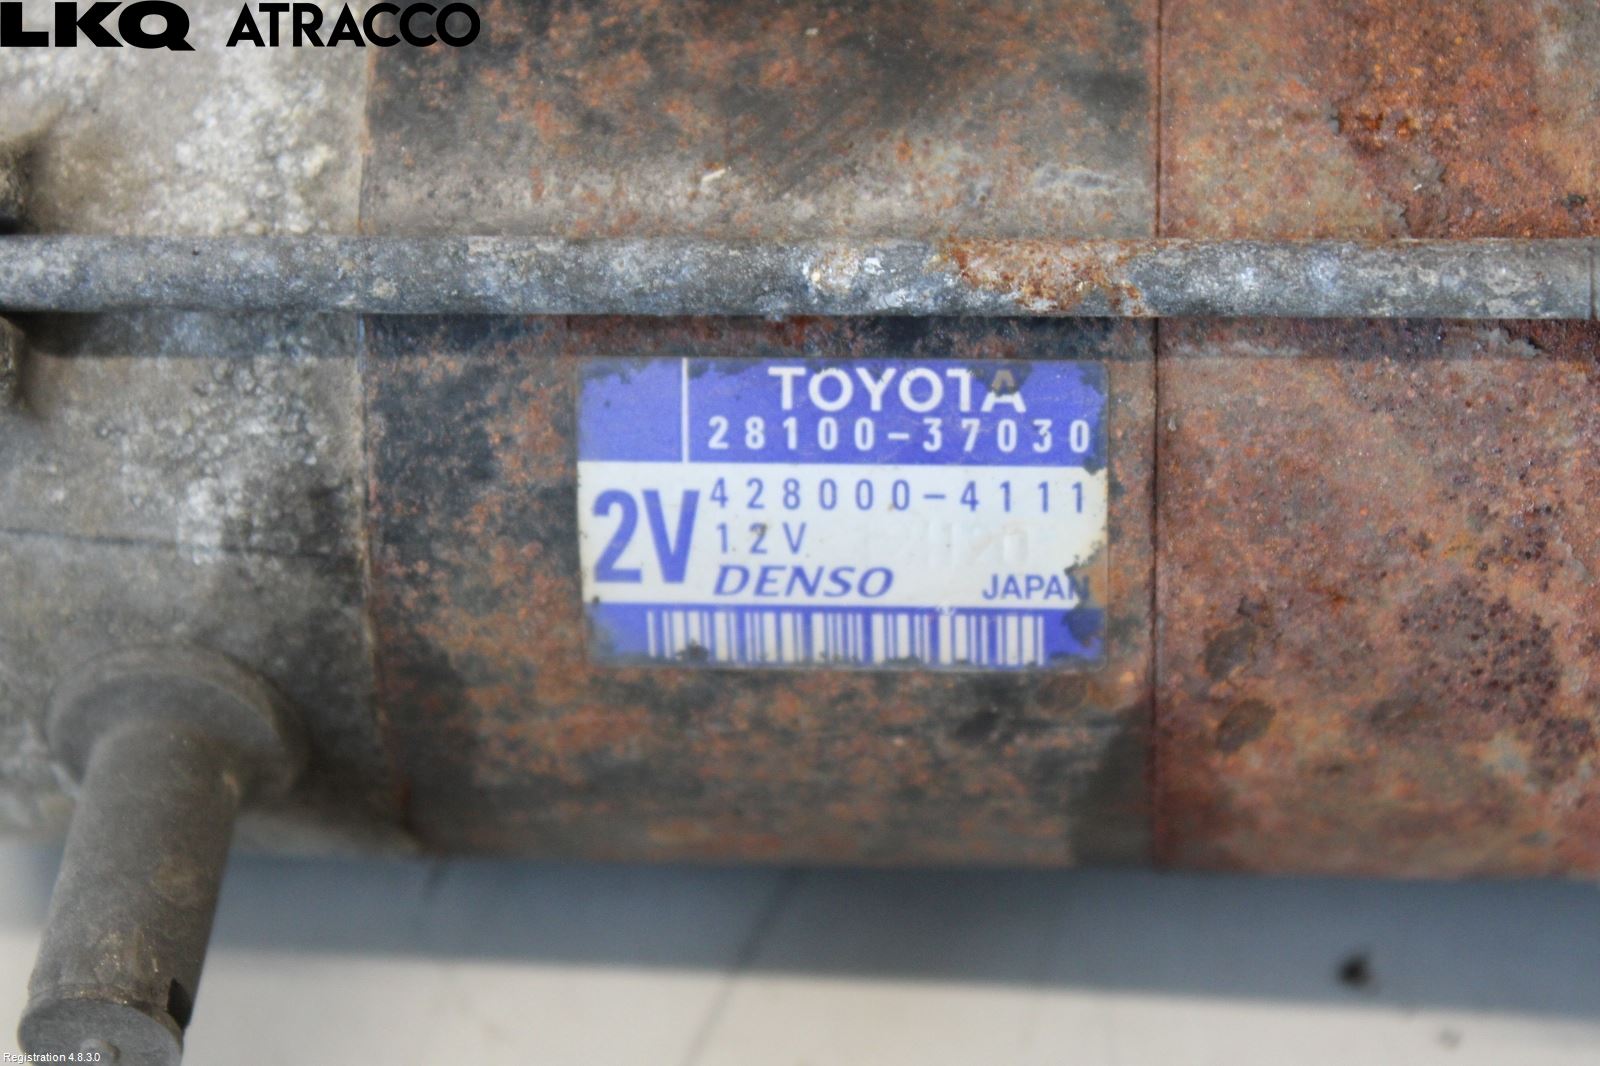 LKQ ATRACCO
TOYOTA
28100-37030
2V
428000-4111
12V
DENSO JAPAN
Registration 4.8.3.0